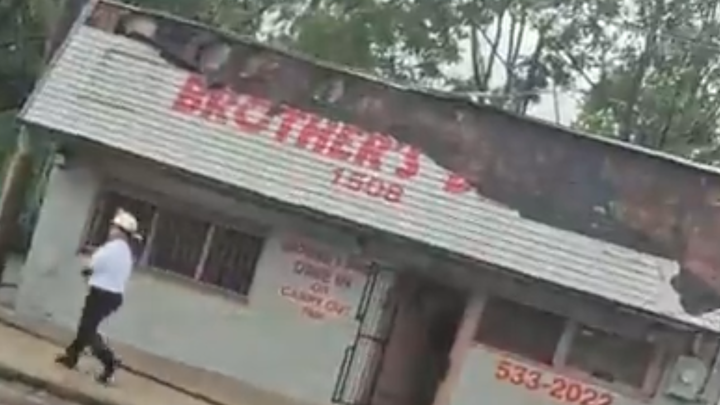 BROTHER'S
1508
DRIVE IN
OR
CARRY OUT
533-2022